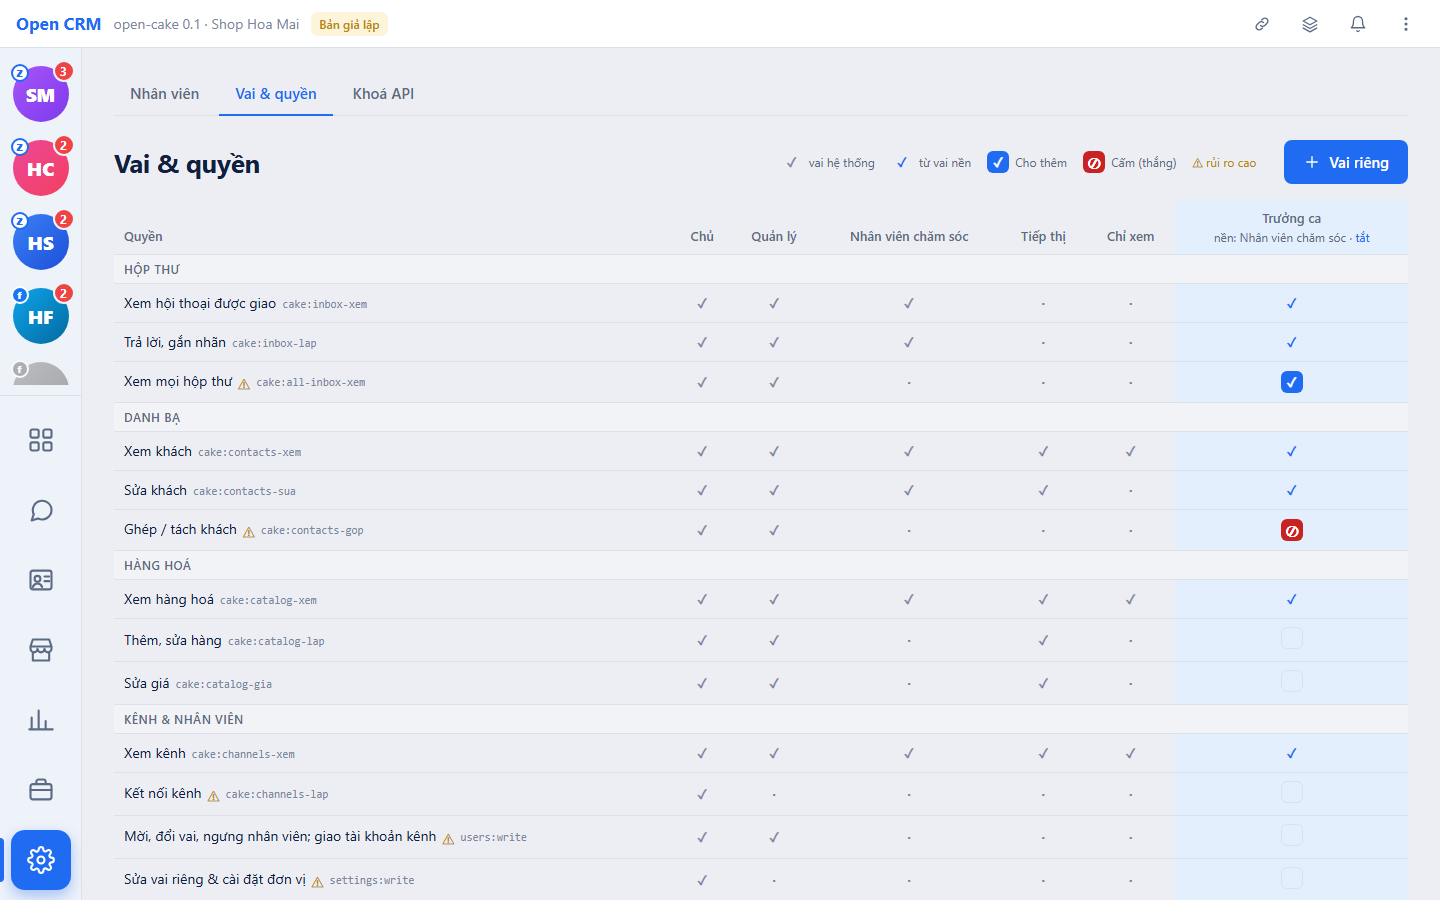 Open CRM open-cake 0.1 · Shop Hoa Mai Bản giả lập
z 3
SM
z 2
HC
z 2
HS
f 2
HF
f
Nhân viên Vai & quyền Khoá API
Vai & quyền
✓ vai hệ thống ✓ từ vai nền ✓ Cho thêm Cấm (thắng) ⚠ rủi ro cao
+ Vai riêng
Trưởng ca
Quyền Chủ Quản lý Nhân viên chăm sóc Tiếp thị Chỉ xem nền: Nhân viên chăm sóc · tắt
HỘP THƯ
Xem hội thoại được giao cake:inbox-xem ✓ ✓ ✓ · · ✓
Trả lời, gắn nhãn cake:inbox-lap ✓ ✓ ✓ · · ✓
Xem mọi hộp thư ⚠ cake:all-inbox-xem ✓ ✓ · · · ✓
DANH BẠ
Xem khách cake:contacts-xem ✓ ✓ ✓ ✓ ✓ ✓
Sửa khách cake:contacts-sua ✓ ✓ ✓ ✓ · ✓
Ghép / tách khách ⚠ cake:contacts-gop ✓ ✓ · · ·
HÀNG HOÁ
Xem hàng hoá cake:catalog-xem ✓ ✓ ✓ ✓ ✓ ✓
Thêm, sửa hàng cake:catalog-lap ✓ ✓ · ✓ ·
Sửa giá cake:catalog-gia ✓ ✓ · ✓ ·
KÊNH & NHÂN VIÊN
Xem kênh cake:channels-xem ✓ ✓ ✓ ✓ ✓ ✓
Kết nối kênh ⚠ cake:channels-lap ✓ · · · ·
Mời, đổi vai, ngưng nhân viên; giao tài khoản kênh ⚠ users:write ✓ ✓ · · ·
Sửa vai riêng & cài đặt đơn vị ⚠ settings:write ✓ · · · ·